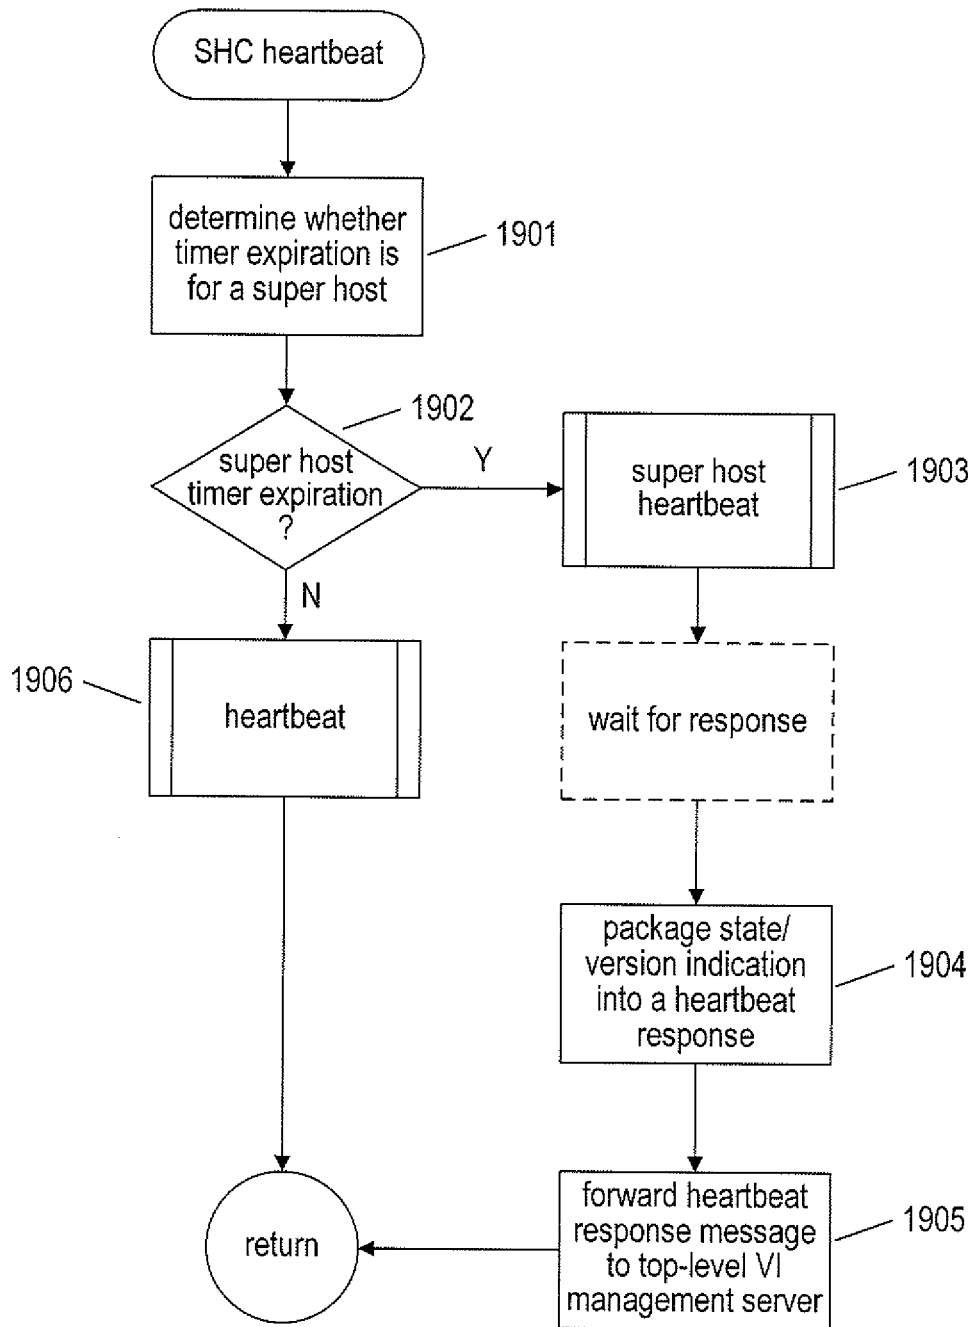 SHC heartbeat
determine whether
timer expiration is
for a super host
1901
1902
super host
timer expiration
?
Y
N
super host
heartbeat
1903
1906
heartbeat
wait for response
package state/
version indication
into a heartbeat
response
1904
forward heartbeat
response message
to top-level VI
management server
1905
return